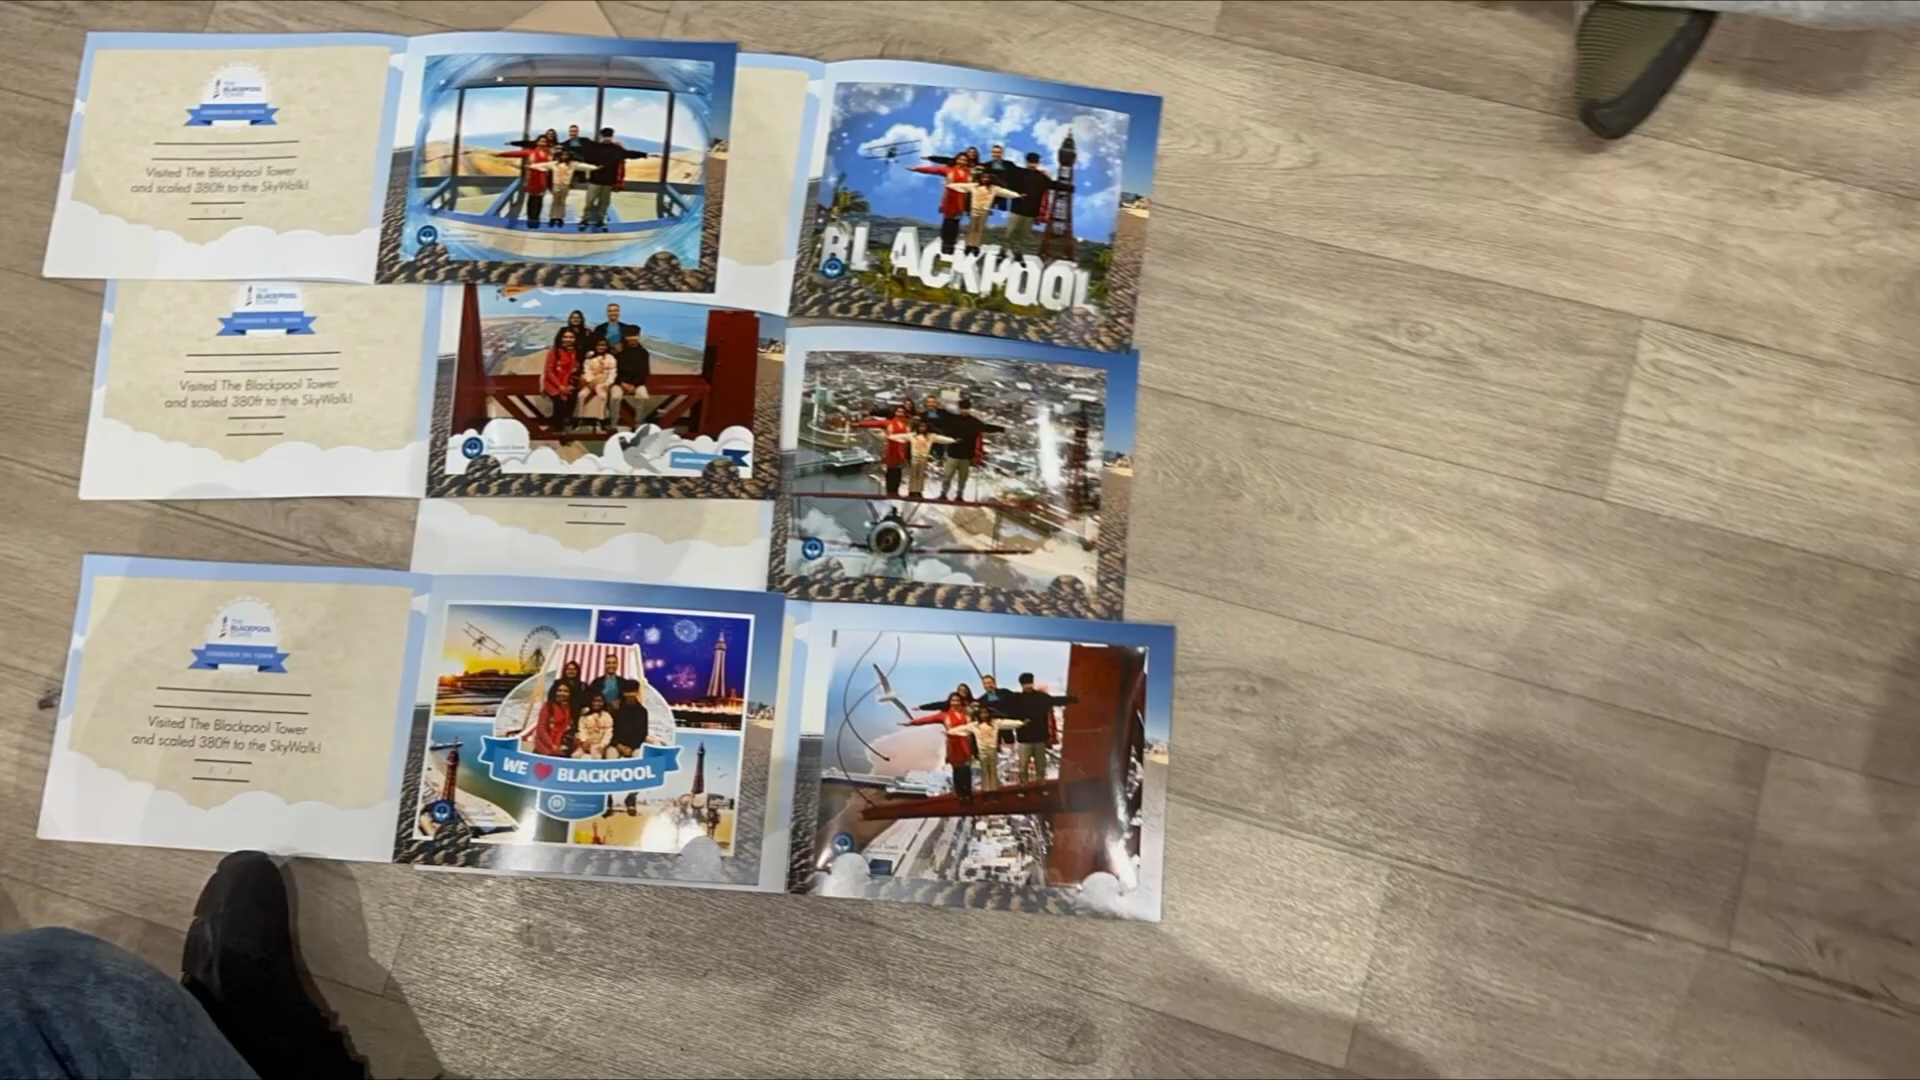 THE
BLACKPOOL
TOWER
Visited The Blackpool Tower
and scaled 380ft to the SkyWalk!
/ /
BLACKPOOL
THE
BLACKPOOL
TOWER
Visited The Blackpool Tower
and scaled 380ft to the SkyWalk!
/ /
/ /
THE
BLACKPOOL
TOWER
Visited The Blackpool Tower
and scaled 380ft to the SkyWalk!
/ /
WE ❤ BLACKPOOL